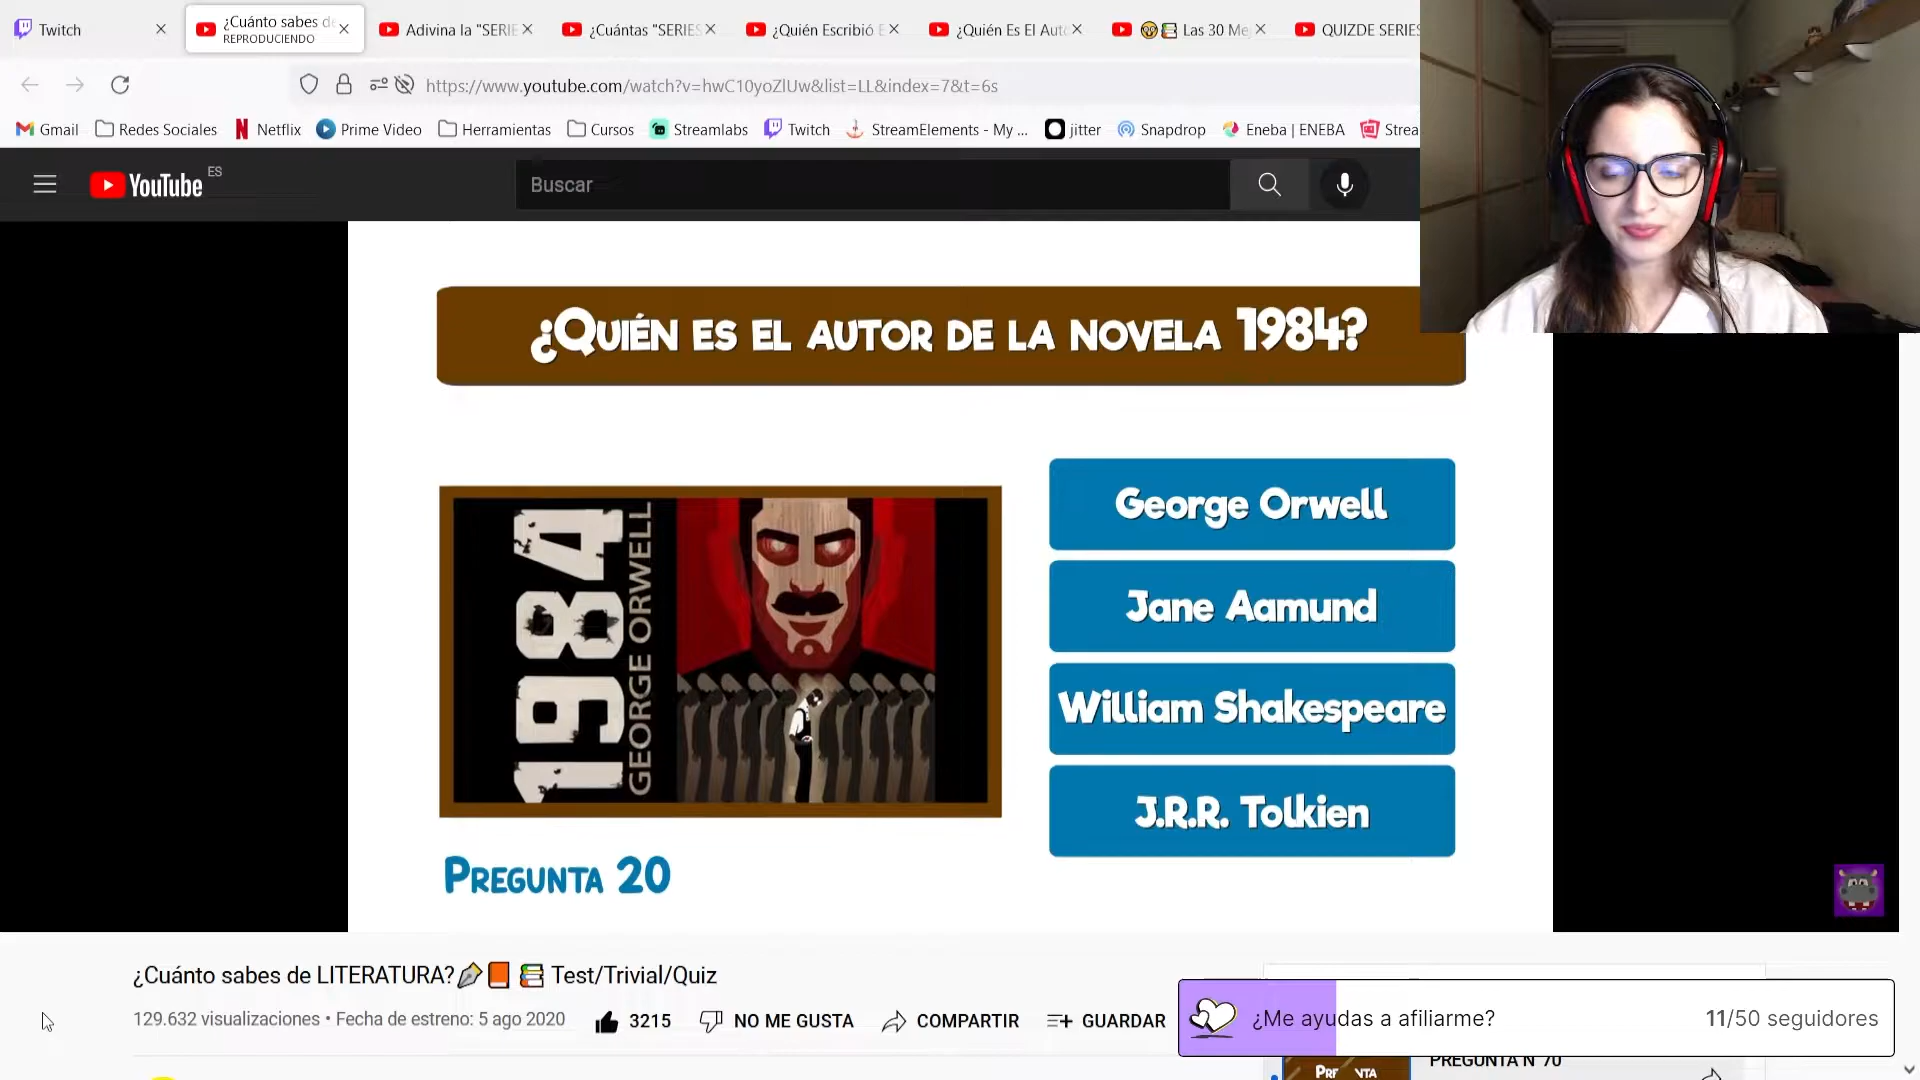 Twitch
¿Cuánto sabes de
REPRODUCIENDO
Adivina la "SERIE
¿Cuántas "SERIES
¿Quién Escribió E
¿Quién Es El Auto
Las 30 Me
QUIZDE SERIES
https://www.youtube.com/watch?v=hwC10yoZlUw&list=LL&index=7&t=6s
Gmail
Redes Sociales
Netflix
Prime Video
Herramientas
Cursos
Streamlabs
Twitch
StreamElements - My ...
jitter
Snapdrop
Eneba | ENEBA
Strea
YouTube ES
Buscar
¿Quién es el autor de la novela 1984?
1984
GEORGE ORWELL
George Orwell
Jane Aamund
William Shakespeare
J.R.R. Tolkien
Pregunta 20
¿Cuánto sabes de LITERATURA? Test/Trivial/Quiz
129.632 visualizaciones • Fecha de estreno: 5 ago 2020
3215
NO ME GUSTA
COMPARTIR
GUARDAR
¿Me ayudas a afiliarme?
11/50 seguidores
PREGUNTA Nº 70